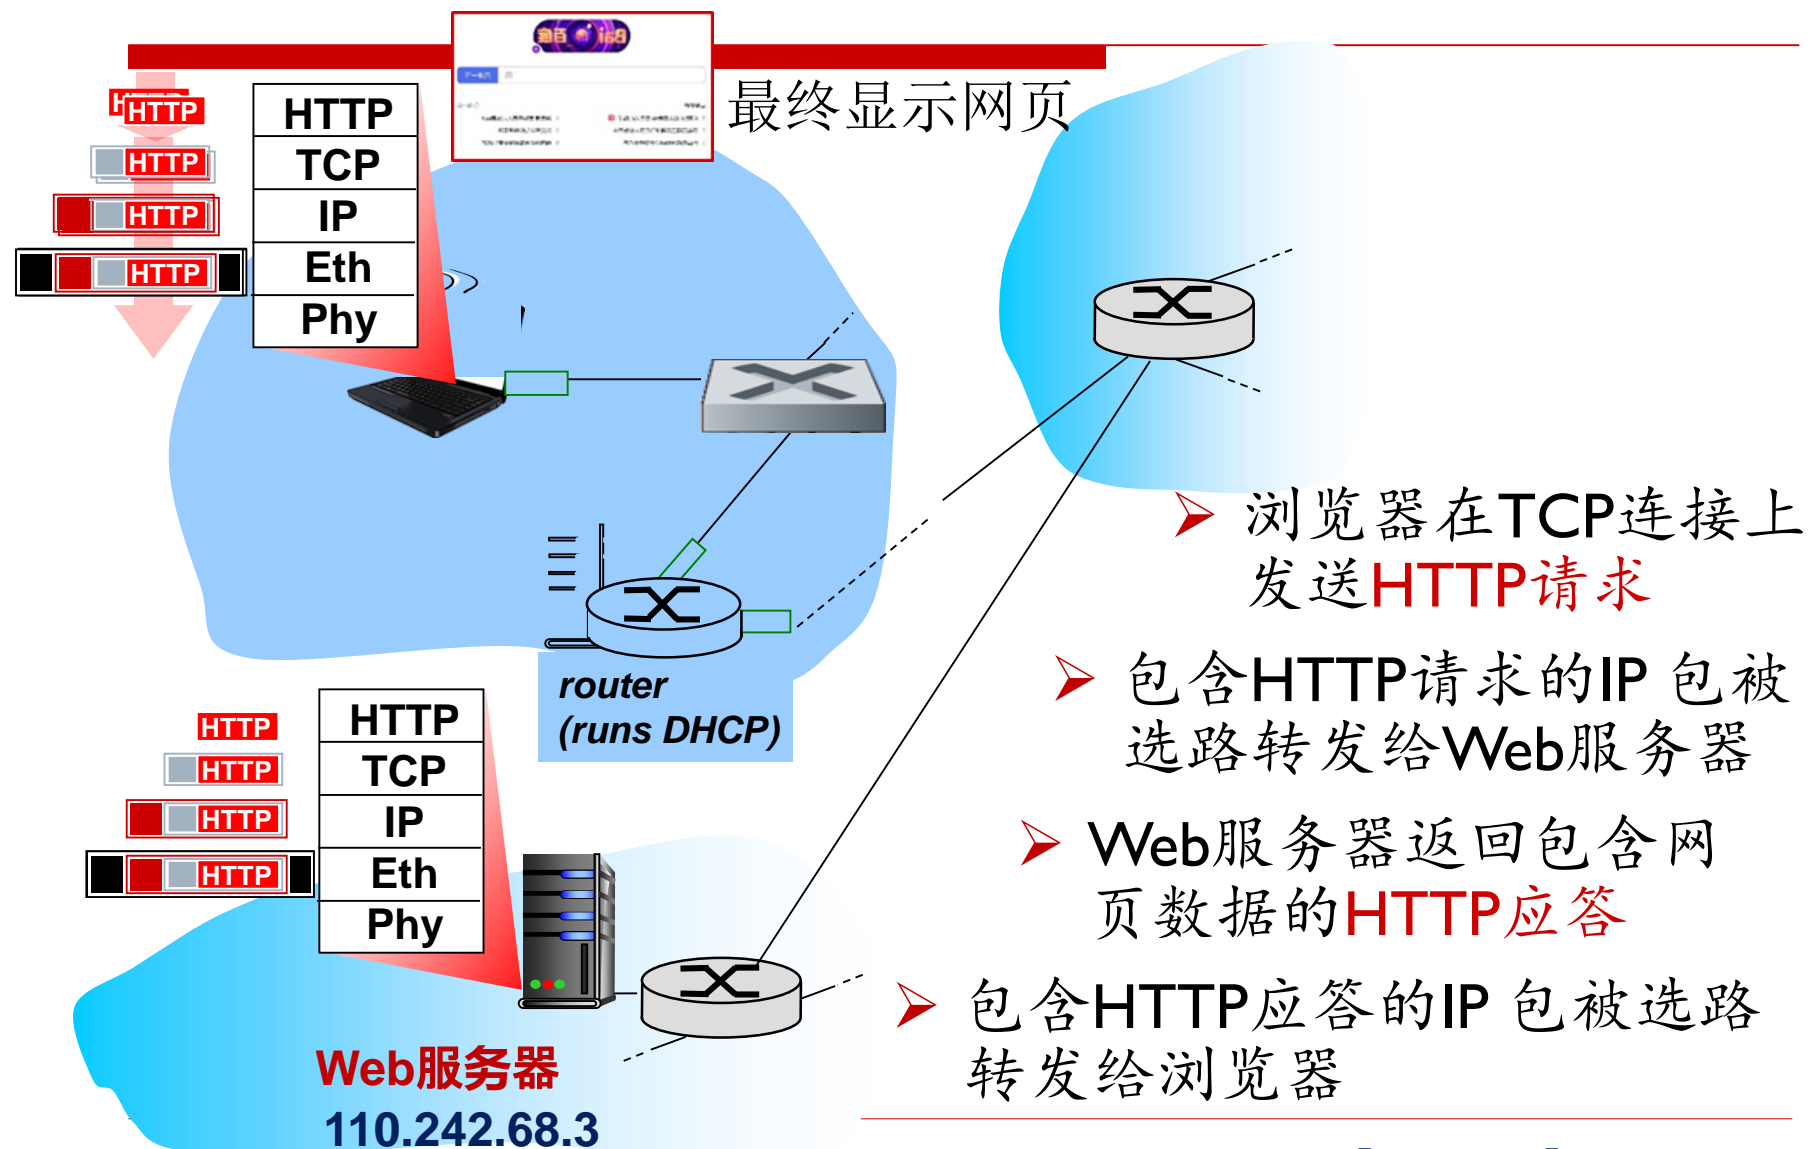 最终显示网页
HTTP
HTTP
HTTP
HTTP
HTTP
HTTP
TCP
IP
Eth
Phy
浏览器在TCP连接上
发送HTTP请求
router
(runs DHCP)
包含HTTP请求的IP 包被
选路转发给Web服务器
HTTP
HTTP
HTTP
HTTP
HTTP
TCP
IP
Eth
Phy
Web服务器返回包含网
页数据的HTTP应答
包含HTTP应答的IP 包被选路
转发给浏览器
Web服务器
110.242.68.3